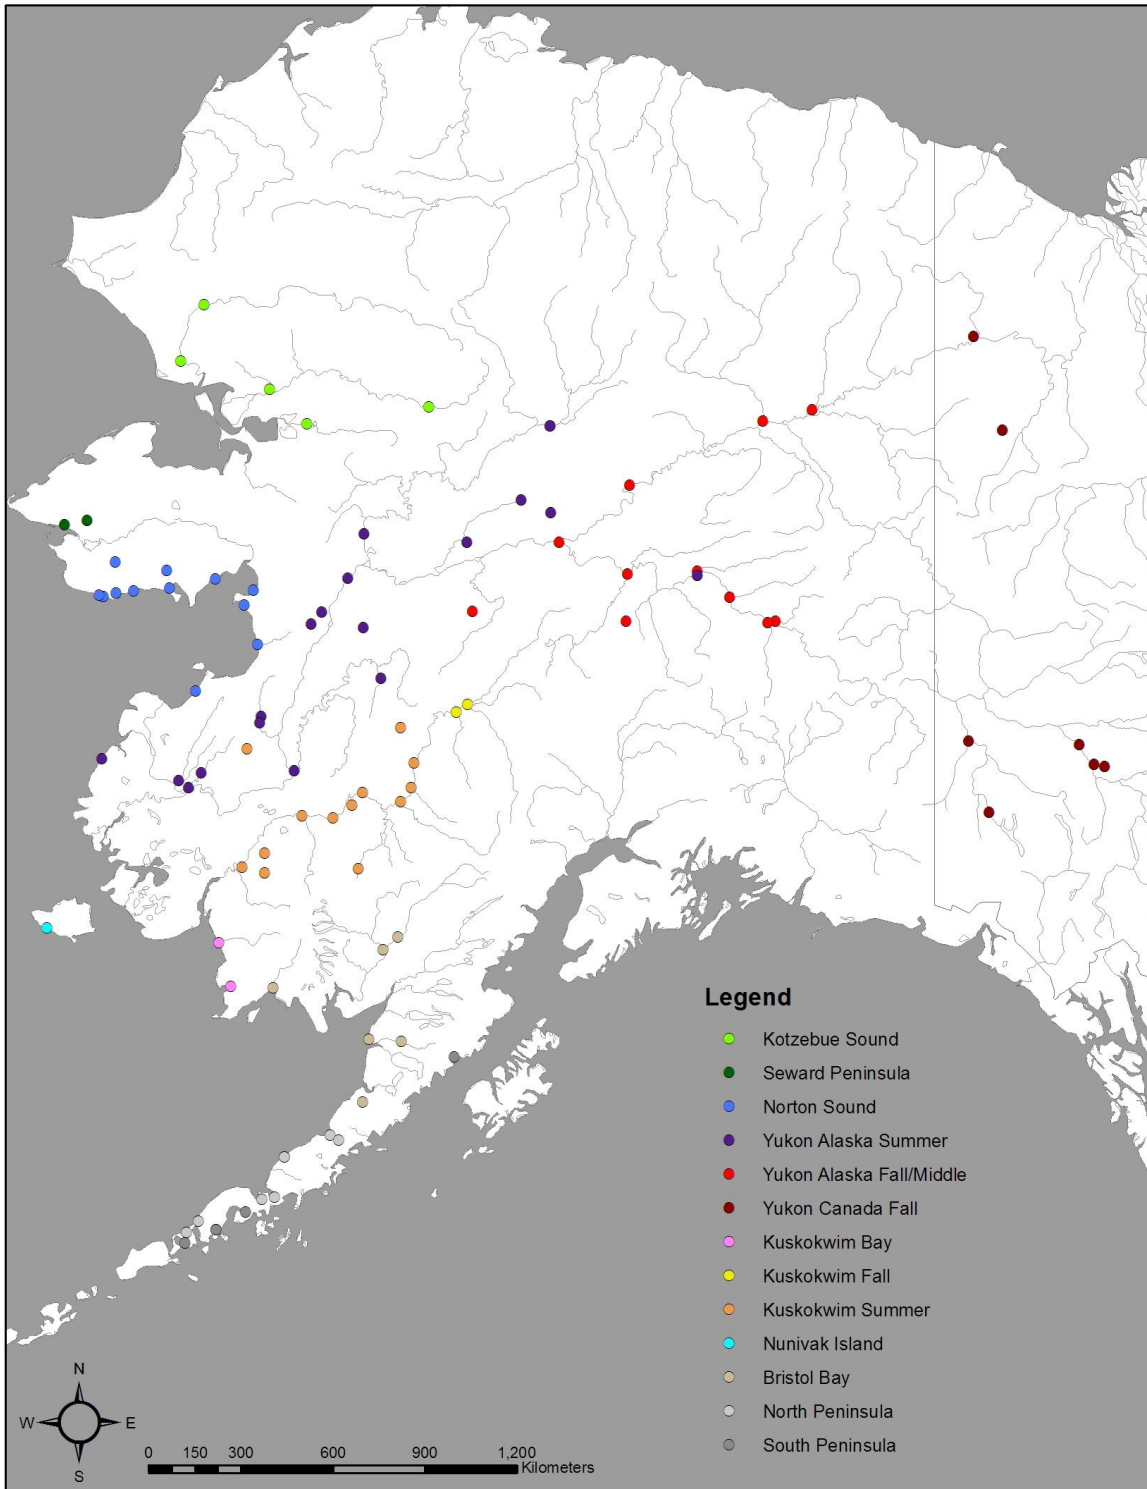 Legend
Kotzebue Sound
Seward Peninsula
Norton Sound
Yukon Alaska Summer
Yukon Alaska Fall/Middle
Yukon Canada Fall
Kuskokwim Bay
Kuskokwim Fall
Kuskokwim Summer
Nunivak Island
Bristol Bay
North Peninsula
South Peninsula
N
W E
S
0 150 300 600 900 1,200
Kilometers